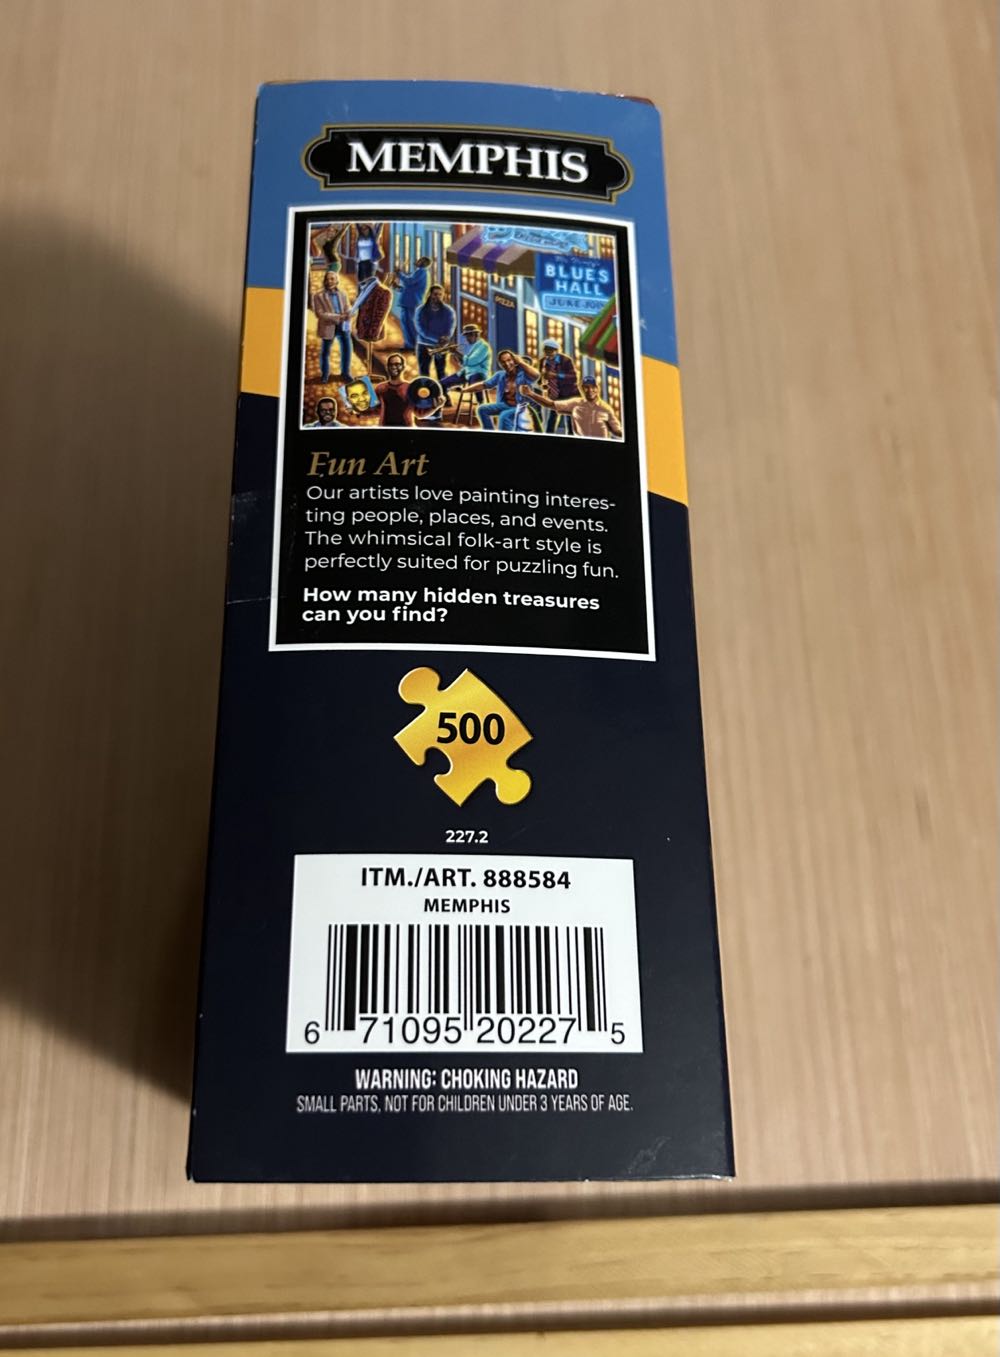 MEMPHIS
BLUES
HALL
PIZZA
Fun Art
Our artists love painting interes-
ting people, places, and events.
The whimsical folk-art style is
perfectly suited for puzzling fun.
How many hidden treasures
can you find?
500
227.2
ITM./ART. 888584
MEMPHIS
6 71095 20227 5
WARNING: CHOKING HAZARD
SMALL PARTS, NOT FOR CHILDREN UNDER 3 YEARS OF AGE.